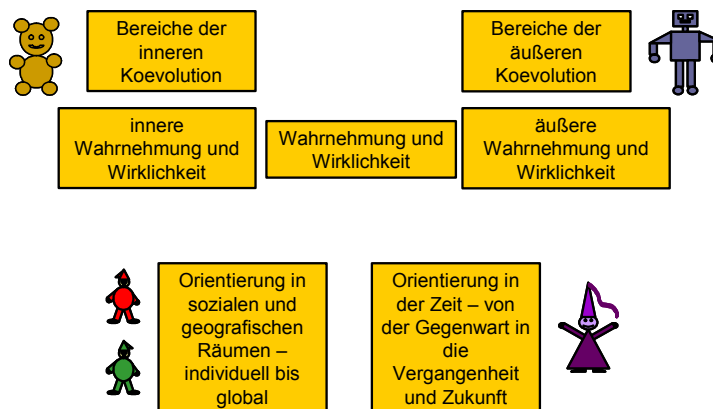 Bereiche der
inneren
Koevolution
Bereiche der
äußeren
Koevolution
innere
Wahrnehmung und
Wirklichkeit
Wahrnehmung und
Wirklichkeit
äußere
Wahrnehmung und
Wirklichkeit
Orientierung in
sozialen und
geografischen
Räumen –
individuell bis
global
Orientierung in
der Zeit – von
der Gegenwart in
die
Vergangenheit
und Zukunft